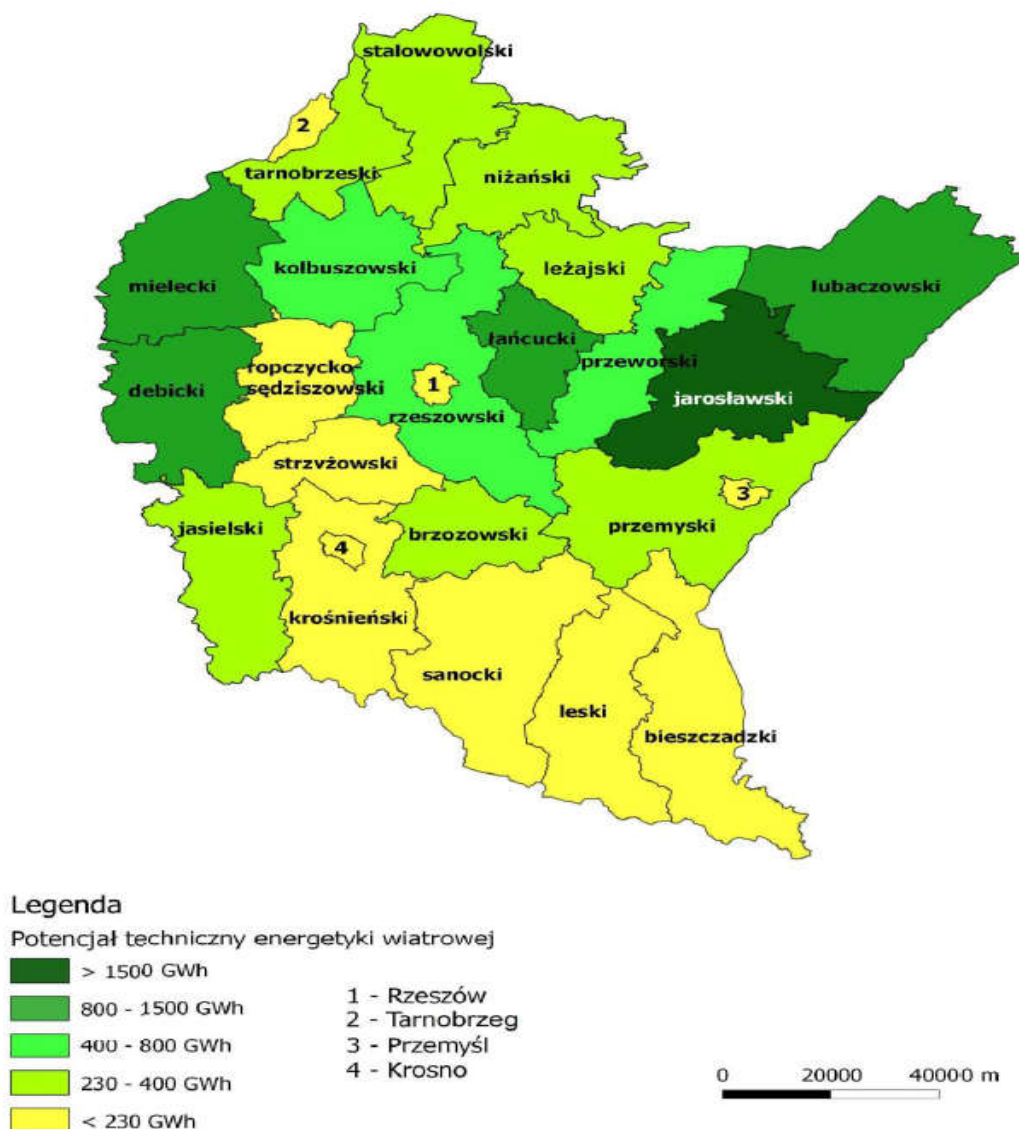 stalowowolski
2
tarnobrzeski
niżański
kolbuszowski
leżajski
mielecki
lubaczowski
łańcucki
przeworski
ropczycko-
sędziszowski
debicki
1
jarosławski
rzeszowski
strzyżowski
3
jasielski
brzozowski
przemyski
4
krośnieński
sanocki
leski
bieszczadzki
Legenda
Potencjał techniczny energetyki wiatrowej
> 1500 GWh
800 - 1500 GWh
400 - 800 GWh
230 - 400 GWh
< 230 GWh
1 - Rzeszów
2 - Tarnobrzeg
3 - Przemyśl
4 - Krosno
0 20000 40000 m